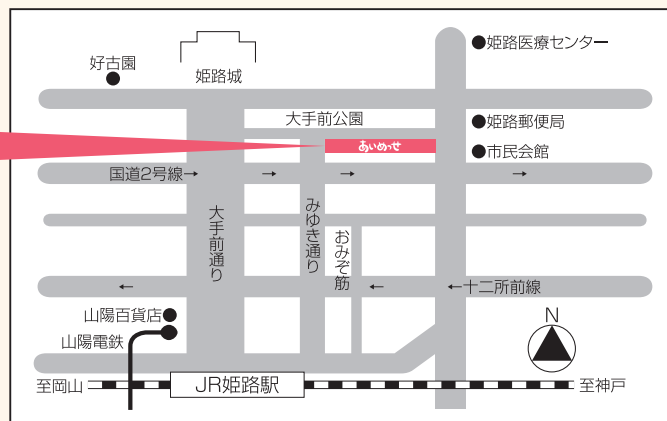 姫路医療センター
好古園
姫路城
大手前公園
姫路郵便局
あいめっせ
市民会館
国道2号線
大手前通り
みゆき通り
おみぞ筋
十二所前線
山陽百貨店
山陽電鉄
N
至岡山
JR姫路駅
至神戸